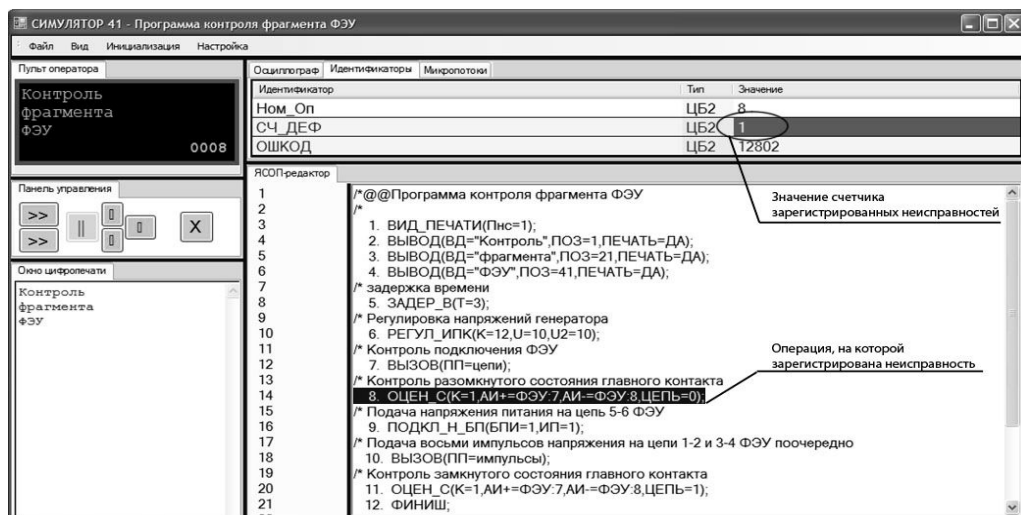 СИМУЛЯТОР 41 - Программа контроля фрагмента ФЭУ
Файл Вид Инициализация Настройка
Пульт оператора
Контроль
фрагмента
ФЭУ
0008
Панель управления
>> || X
>>
Окно цифропечати
Контроль
фрагмента
ФЭУ
Осциллограф Идентификаторы Микропотоки
Идентификатор Тип Значение
Ном_Оп ЦБ2 8
СЧ_ДЕФ ЦБ2 1
ОШКОД ЦБ2 12802
Значение счетчика
зарегистрированных неисправностей
ЯСОП-редактор
1 /*@@Программа контроля фрагмента ФЭУ
2 /*
3 1. ВИД_ПЕЧАТИ(Пнс=1);
4 2. ВЫВОД(ВД="Контроль",ПОЗ=1,ПЕЧАТЬ=ДА);
5 3. ВЫВОД(ВД="фрагмента",ПОЗ=21,ПЕЧАТЬ=ДА);
6 4. ВЫВОД(ВД="ФЭУ",ПОЗ=41,ПЕЧАТЬ=ДА);
7 /* задержка времени
8 5. ЗАДЕР_В(Т=3);
9 /* Регулировка напряжений генератора
10 6. РЕГУЛ_ИПК(К=12,U=10,U2=10);
11 /* Контроль подключения ФЭУ
12 7. ВЫЗОВ(ПП=цепи);
13 /* Контроль разомкнутого состояния главного контакта
14 8. ОЦЕН_С(К=1,АИ+=ФЭУ:7,АИ-=ФЭУ:8,ЦЕПЬ=0);
15 /* Подача напряжения питания на цепь 5-6 ФЭУ
16 9. ПОДКЛ_Н_БП(БПИ=1,ИП=1);
17 /* Подача восьми импульсов напряжения на цепи 1-2 и 3-4 ФЭУ поочередно
18 10. ВЫЗОВ(ПП=импульсы);
19 /* Контроль замкнутого состояния главного контакта
20 11. ОЦЕН_С(К=1,АИ+=ФЭУ:7,АИ-=ФЭУ:8,ЦЕПЬ=1);
21 12. ФИНИШ;
Операция, на которой
зарегистрирована неисправность